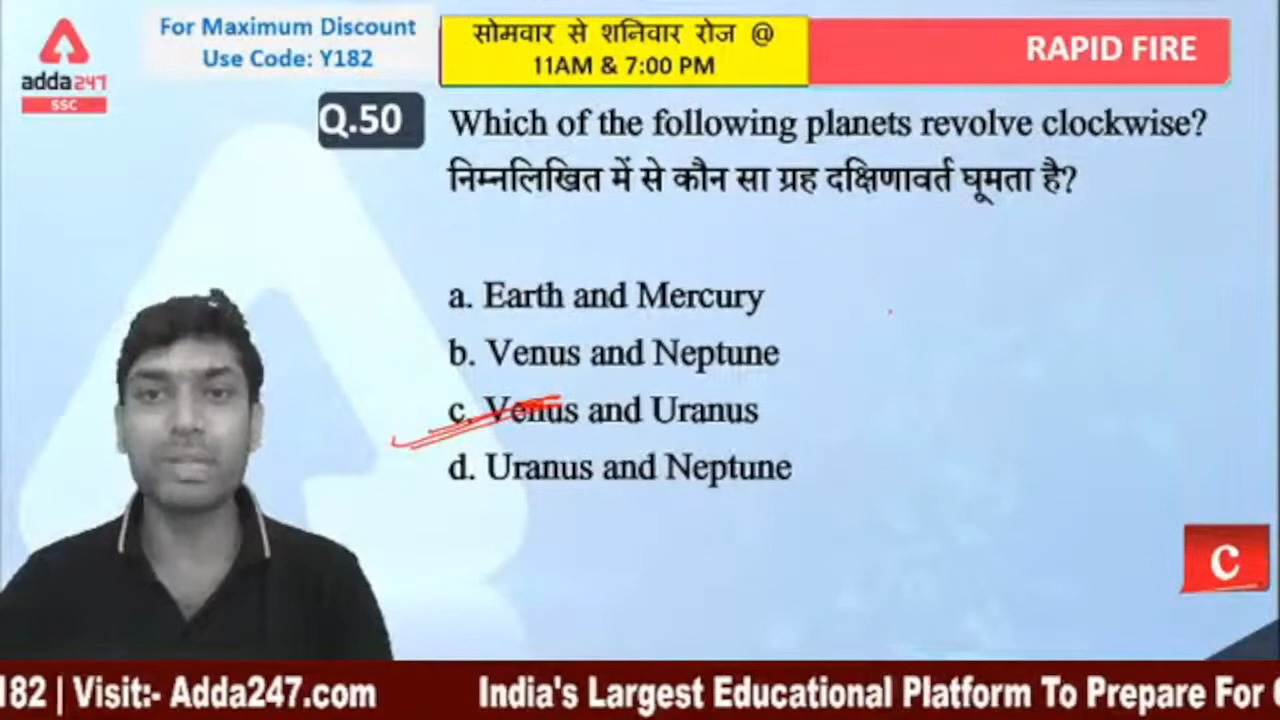 adda247
SSC
For Maximum Discount
Use Code: Y182
सोमवार से शनिवार रोज @
11AM & 7:00 PM
RAPID FIRE
Q.50
Which of the following planets revolve clockwise?
निम्नलिखित में से कौन सा ग्रह दक्षिणावर्त घूमता है?
a. Earth and Mercury
b. Venus and Neptune
c. Venus and Uranus
d. Uranus and Neptune
C
182 | Visit:- Adda247.com India's Largest Educational Platform To Prepare For